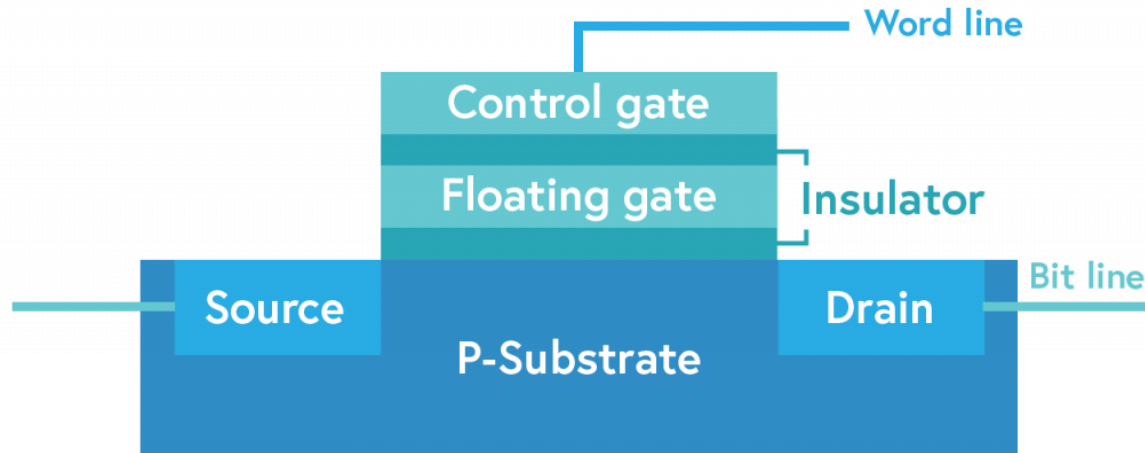 Word line
Control gate
Floating gate
Insulator
Bit line
Source
Drain
P-Substrate